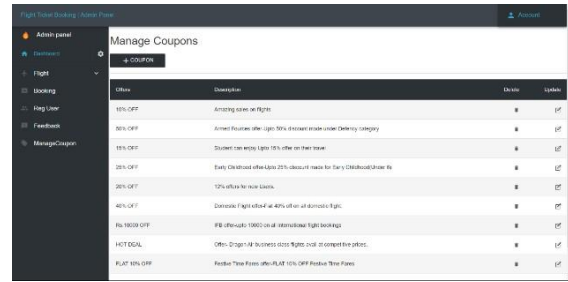 Flight Ticket Booking / Admin Panel
Account
Admin panel
Dashboard
Flight
Booking
Reg User
Feedback
ManageCoupon
Manage Coupons
+ COUPON
Offers Description Delete Update
10% OFF Amazing sales on flights
50% OFF Armed Fources offer-Upto 50% discount made under Defency category
15% OFF Student can enjoy Upto 15% offer on their travel
25% OFF Early Childhood offer-Upto 25% discount made for Early Childhood(Under
20% OFF 12% offers for new Users.
40% OFF Domestic Flight offer-Flat 40% off on all domestic flight.
Rs.10000 OFF offer-upto 10000 on all international flight bookings
HOT DEAL Offer- Dragon Air business class flights avail at competitive prices.
FLAT 10% OFF Festive Time Fares offer-FLAT 10% OFF Festive Time Fares